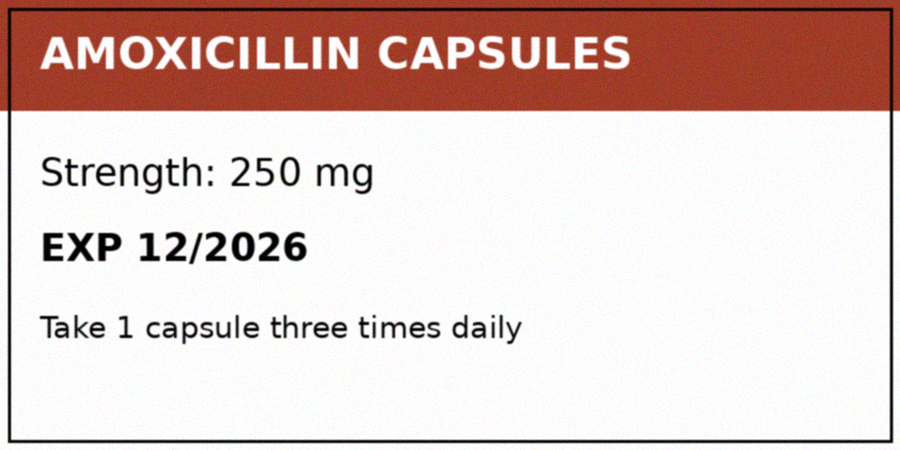 AMOXICILLIN CAPSULES
Strength: 250 mg
EXP 12/2026
Take 1 capsule three times daily